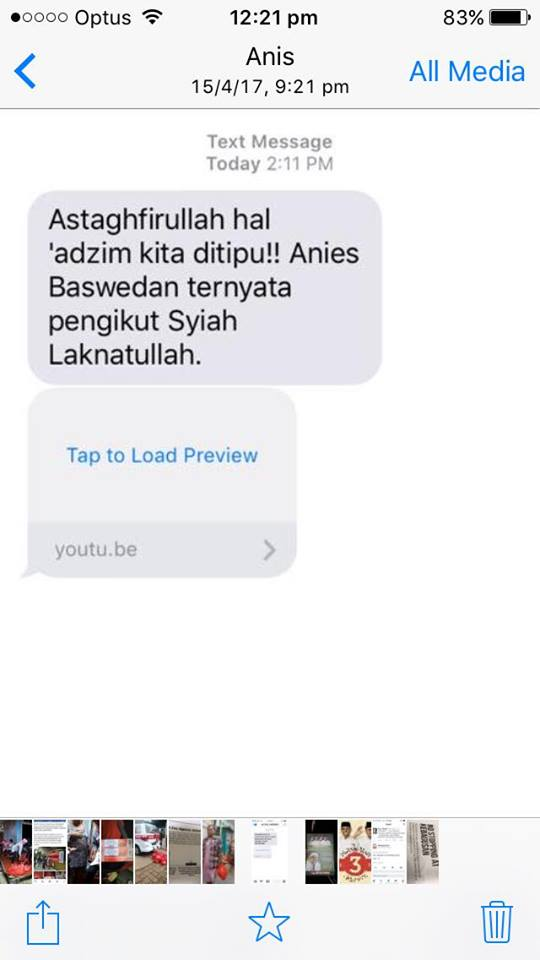 Optus 12:21 pm 83%
Anis
15/4/17, 9:21 pm
All Media
Text Message
Today 2:11 PM
Astaghfirullah hal
'adzim kita ditipu!! Anies
Baswedan ternyata
pengikut Syiah
Laknatullah.
Tap to Load Preview
youtu.be
3